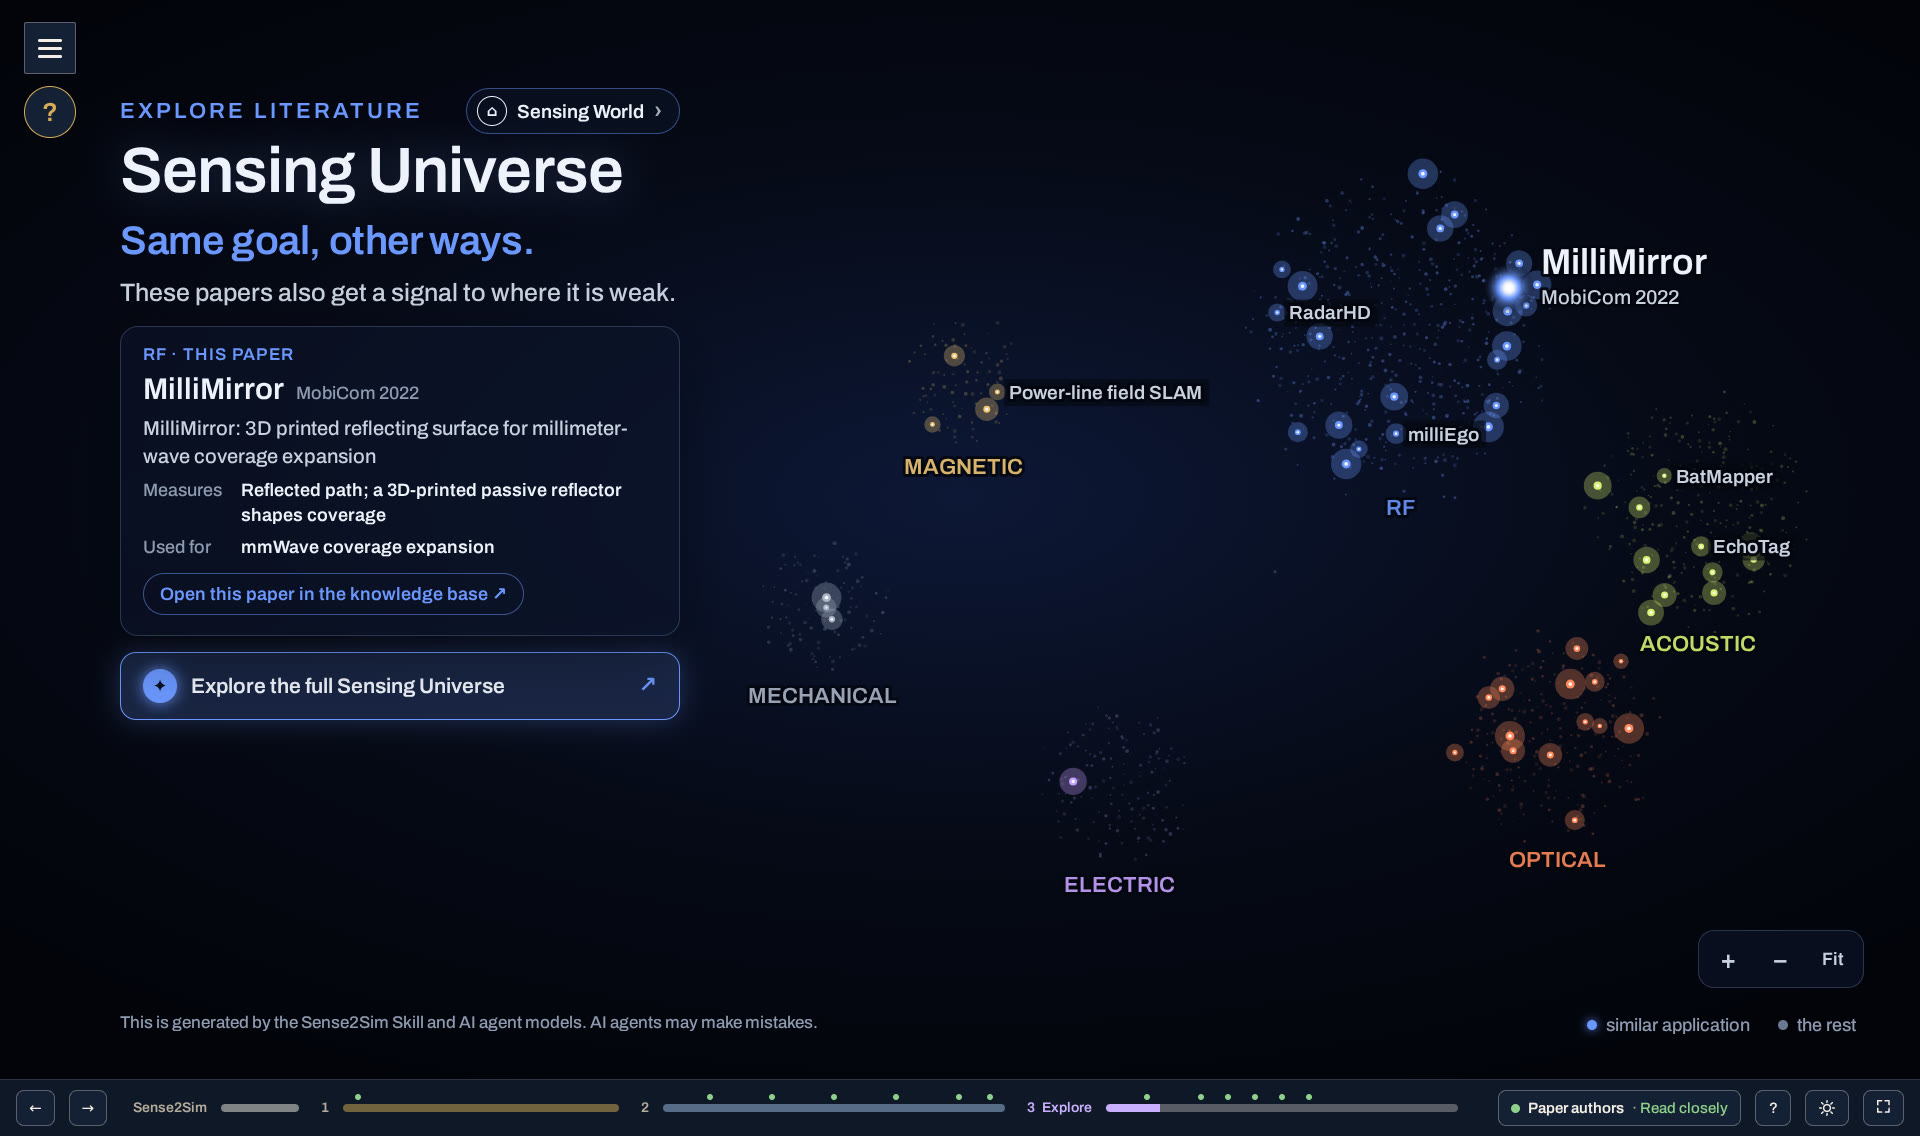 ?
EXPLORE LITERATURE
Sensing World ›
Sensing Universe
Same goal, other ways.
These papers also get a signal to where it is weak.
RF · THIS PAPER
MilliMirror MobiCom 2022
MilliMirror: 3D printed reflecting surface for millimeter-
wave coverage expansion
Measures Reflected path; a 3D-printed passive reflector
shapes coverage
Used for mmWave coverage expansion
Open this paper in the knowledge base ↗
Explore the full Sensing Universe ↗
MilliMirror
MobiCom 2022
RadarHD
Power-line field SLAM
milliEgo
MAGNETIC
BatMapper
RF
EchoTag
ACOUSTIC
MECHANICAL
OPTICAL
ELECTRIC
+ − Fit
This is generated by the Sense2Sim Skill and AI agent models. AI agents may make mistakes.
similar application the rest
← → Sense2Sim 1 2 3 Explore Paper authors · Read closely ?